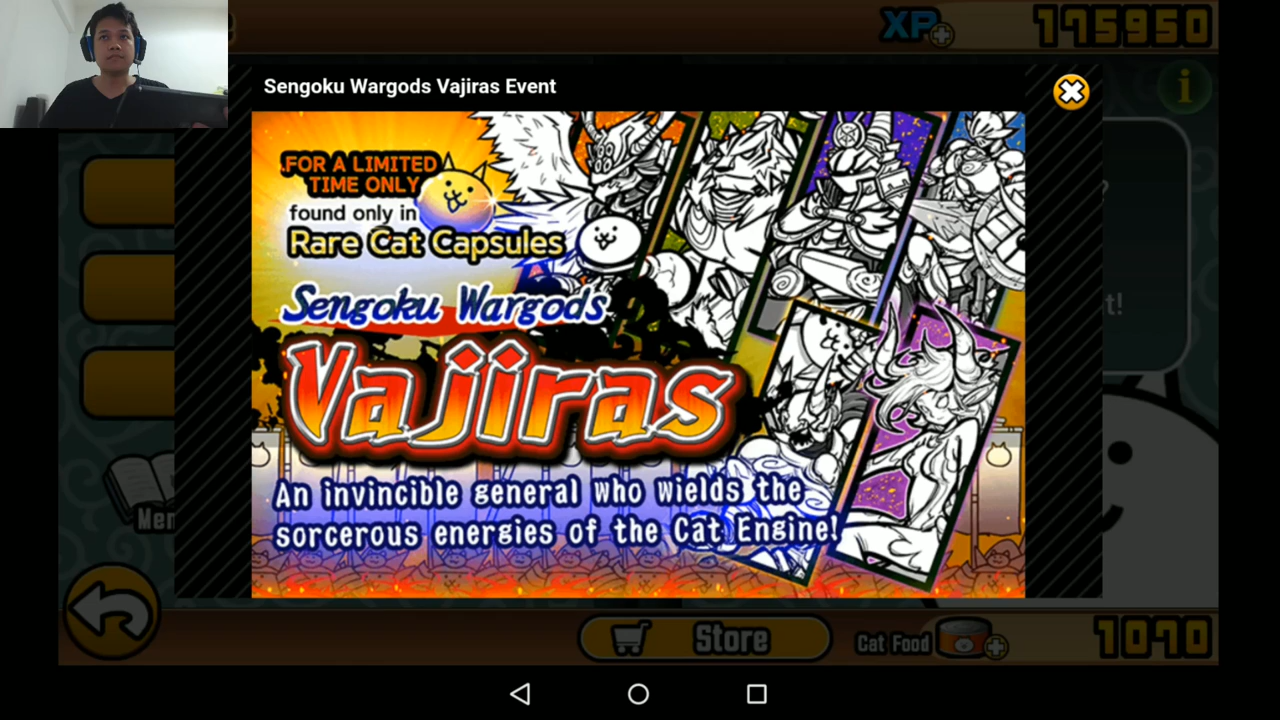 XP
175950
Sengoku Wargods Vajiras Event
i
FOR A LIMITED
TIME ONLY
found only in
Rare Cat Capsules
Sengoku Wargods
Vajiras
An invincible general who wields the
sorcerous energies of the Cat Engine!
?
t!
Men
Store
Cat Food
1070